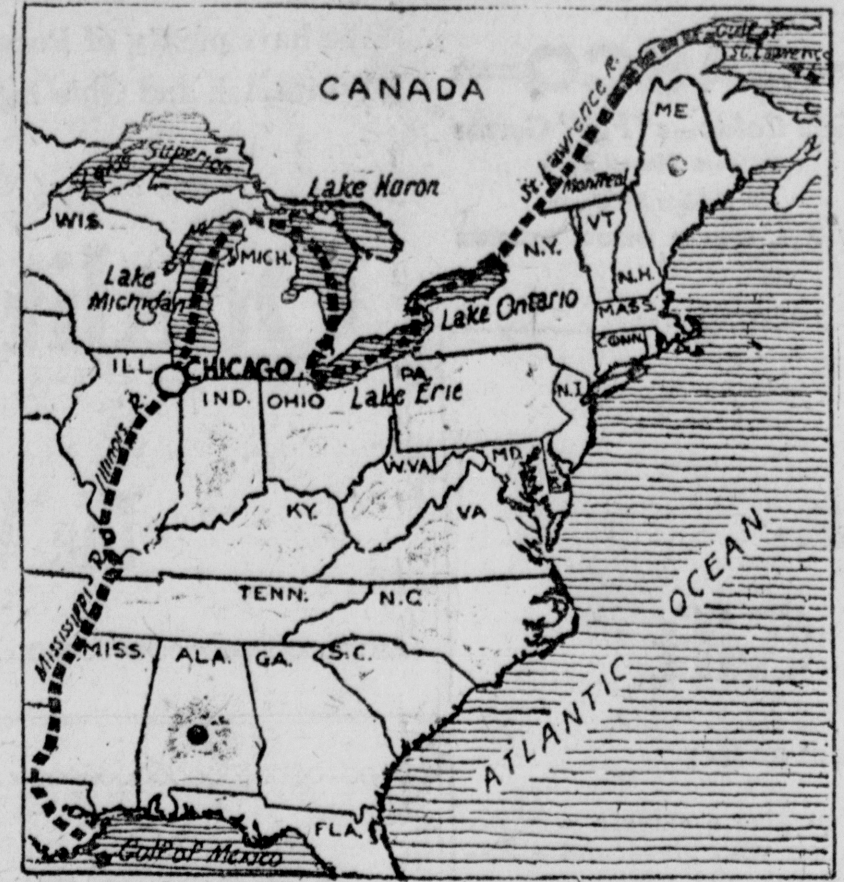 Gulf of
St. Lawrence
CANADA
St. Lawrence R.
ME
Lake Superior
Montreal
Lake Huron
WIS.
VT
N.Y.
MICH.
N.H.
Lake
Michigan
Lake Ontario
MASS.
CONN.
ILL.
CHICAGO
PA.
N.J.
IND.
OHIO
Lake Erie
Illinois R.
MD.
W.VA.
KY.
VA
OCEAN
TENN.
N.C.
Mississippi R.
MISS.
ALA.
GA.
S.C.
ATLANTIC
FLA.
Gulf of Mexico